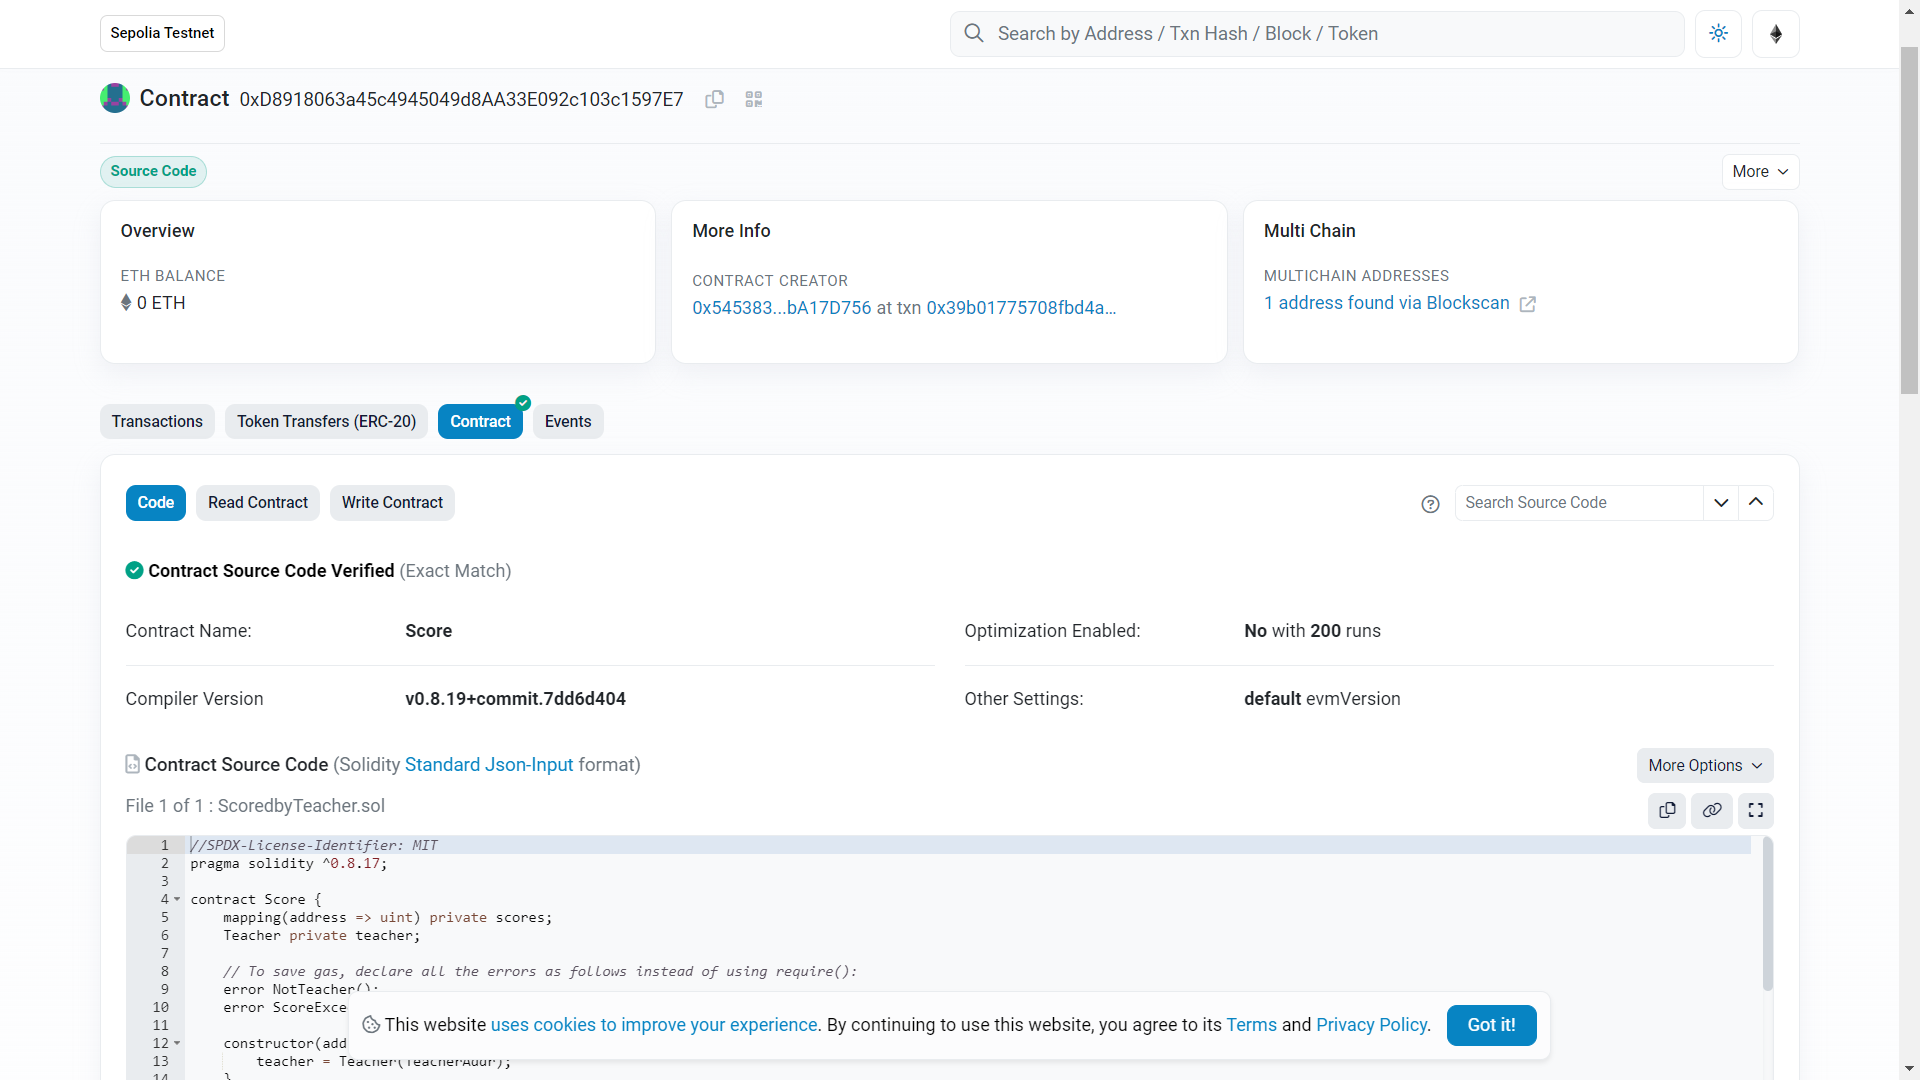 Sepolia Testnet
Search by Address / Txn Hash / Block / Token
Contract 0xD8918063a45c4945049d8AA33E092c103c1597E7
Source Code
More
Overview
ETH BALANCE
0 ETH
More Info
CONTRACT CREATOR
0x545383...bA17D756 at txn 0x39b01775708fbd4a...
Multi Chain
MULTICHAIN ADDRESSES
1 address found via Blockscan
Transactions
Token Transfers (ERC-20)
Contract
Events
Code
Read Contract
Write Contract
Search Source Code
Contract Source Code Verified (Exact Match)
Contract Name:
Score
Optimization Enabled:
No with 200 runs
Compiler Version
v0.8.19+commit.7dd6d404
Other Settings:
default evmVersion
Contract Source Code (Solidity Standard Json-Input format)
More Options
File 1 of 1 : ScoredbyTeacher.sol
1 //SPDX-License-Identifier: MIT
2 pragma solidity ^0.8.17;
3
4 contract Score {
5 mapping(address => uint) private scores;
6 Teacher private teacher;
7
8 // To save gas, declare all the errors as follows instead of using require():
9 error NotTeacher();
10 error ScoreExce
11
12 constructor(add
13 teacher = Teacher(TeacherAddr);
14 }
This website uses cookies to improve your experience. By continuing to use this website, you agree to its Terms and Privacy Policy.
Got it!